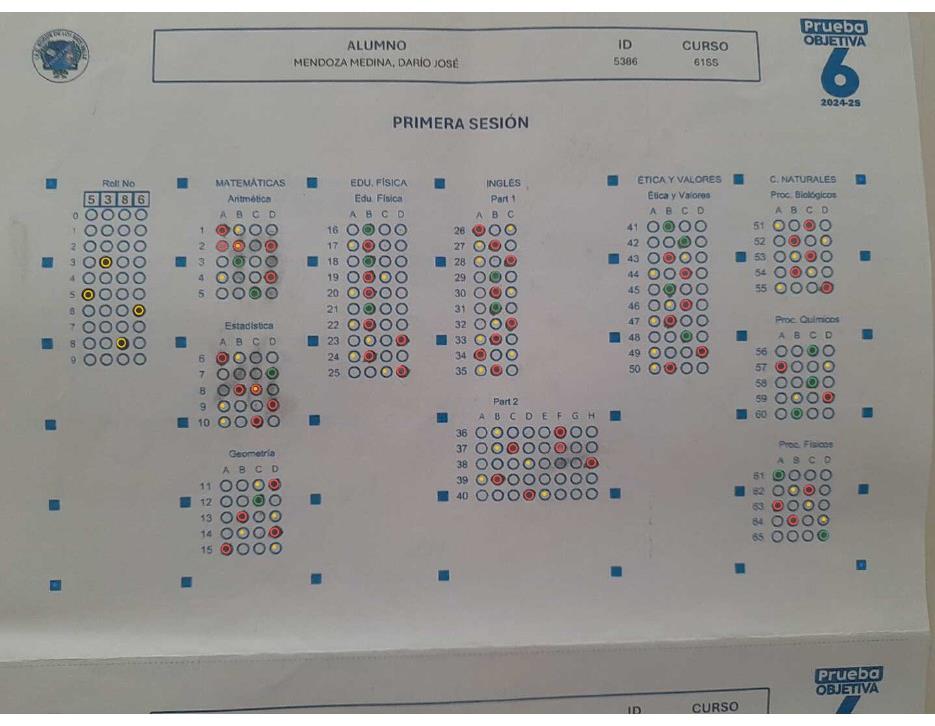 ALUMNO ID CURSO
MENDOZA MEDINA, DARÍO JOSÉ 5386 61SS
Prueba
OBJETIVA
6
2024-2S
PRIMERA SESIÓN
Roll No
5 3 8 6
0
1
2
3
4
5
6
7
8
9
MATEMÁTICAS
Aritmética
A B C D
1
2
3
4
5
Estadística
A B C D
6
7
8
9
10
Geometría
A B C D
11
12
13
14
15
EDU. FÍSICA
Edu. Física
A B C D
16
17
18
19
20
21
22
23
24
25
INGLÉS
Part 1
A B C
26
27
28
29
30
31
32
33
34
35
Part 2
A B C D E F G H
36
37
38
39
40
ÉTICA Y VALORES
Ética y Valores
A B C D
41
42
43
44
45
46
47
48
49
50
C. NATURALES
Proc. Biológicos
A B C D
51
52
53
54
55
Proc. Químicos
56
57
58
59
60
Proc. Físicos
A B C D
61
62
63
64
65
Prueba
OBJETIVA
ID CURSO